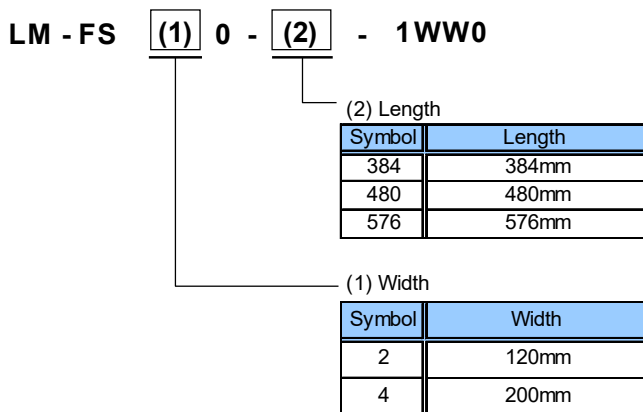 LM - FS (1) 0 - (2) - 1WW0
(2) Length
Symbol Length
384 384mm
480 480mm
576 576mm
(1) Width
Symbol Width
2 120mm
4 200mm